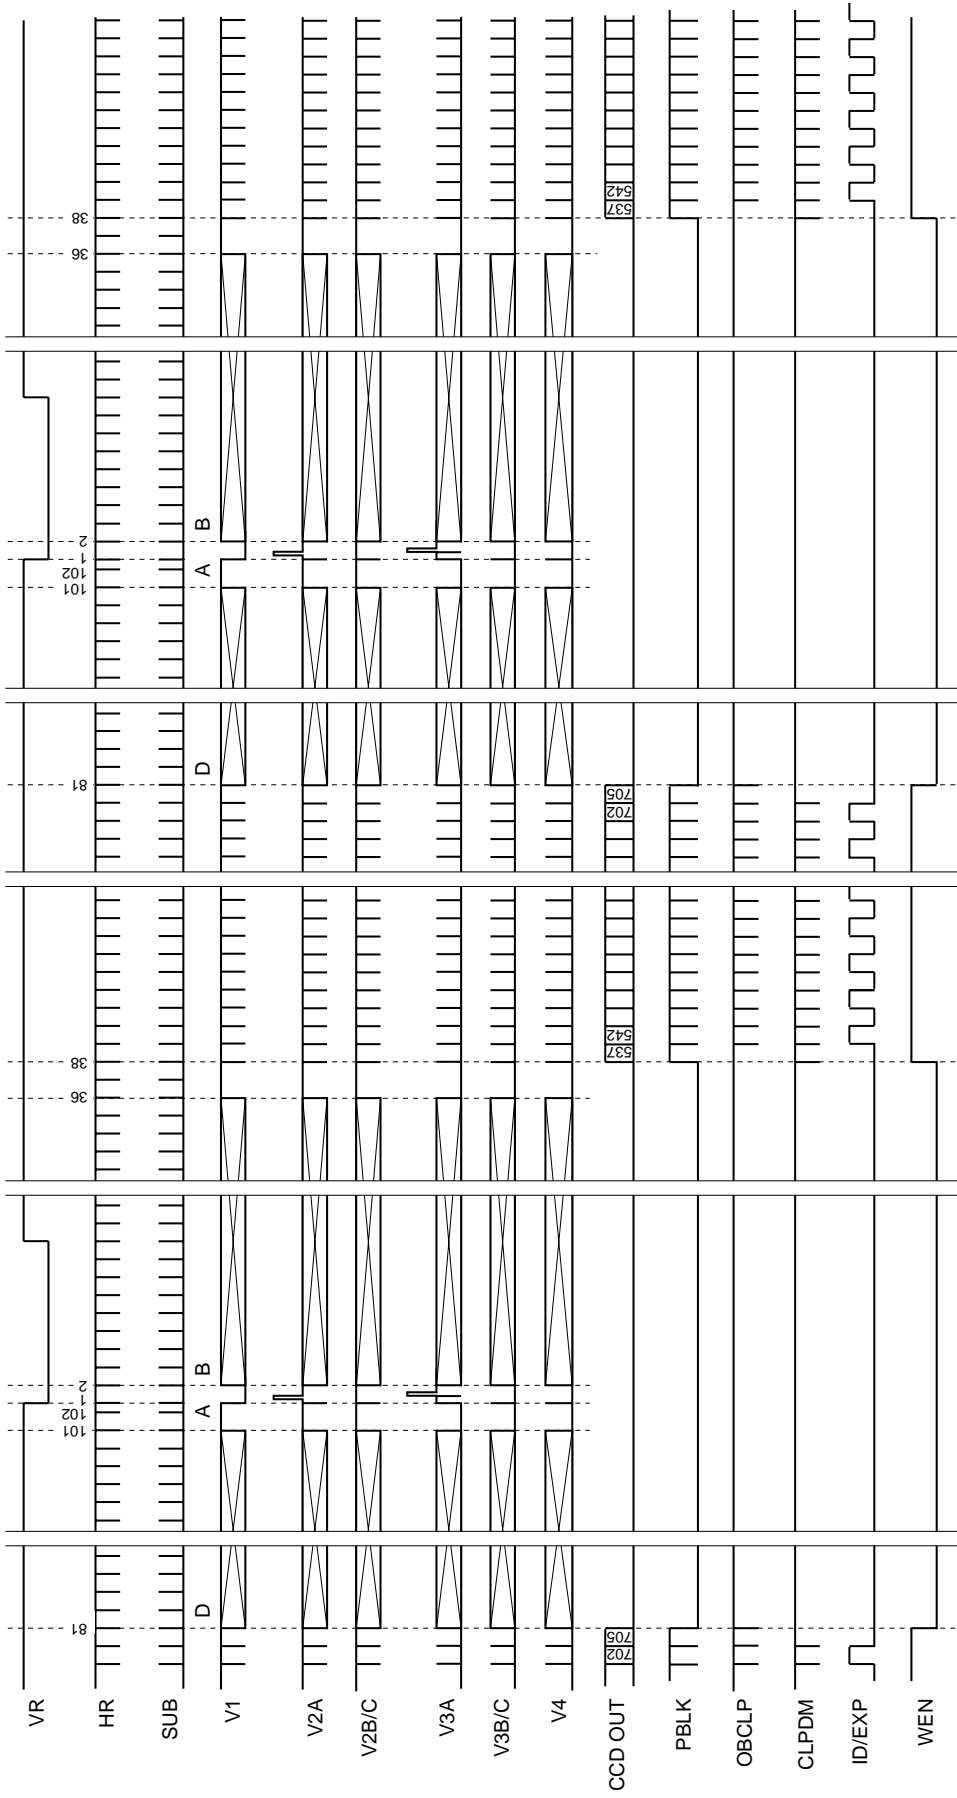 VR
81 101 102 1 2 36 38 81 101 102 1 2 36 38
HR
SUB
D A B D A B
V1
V2A
V2B/C
V3A
V3B/C
V4
CCD OUT 702 705 537 542 702 705 537 542
PBLK
OBCLP
CLPDM
ID/EXP
WEN